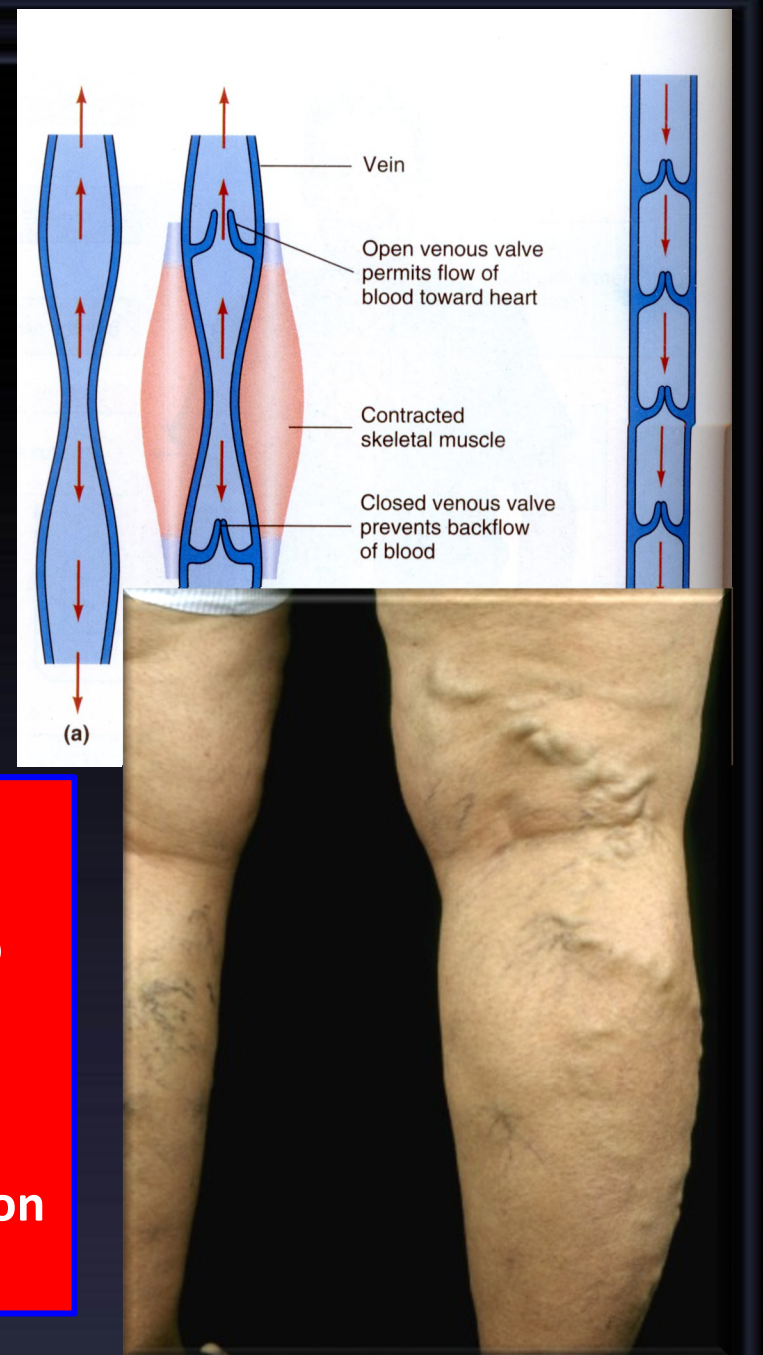 Vein
Open venous valve
permits flow of
blood toward heart
Contracted
skeletal muscle
Closed venous valve
prevents backflow
of blood
(a)
on